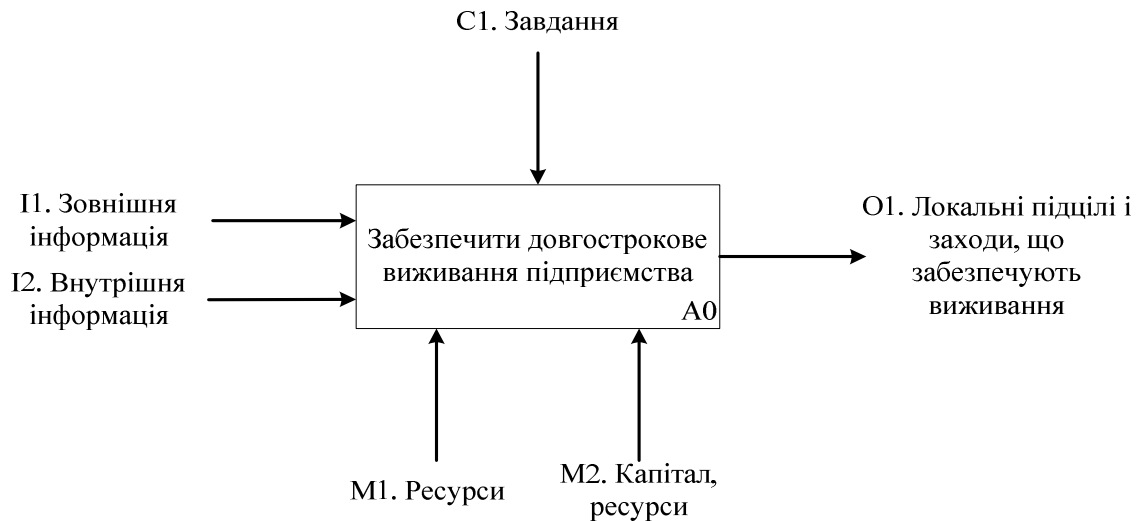 С1. Завдання
І1. Зовнішня
інформація
І2. Внутрішня
інформація
Забезпечити довгострокове
виживання підприємства
А0
О1. Локальні підцілі і
заходи, що
забезпечують
виживання
М1. Ресурси
М2. Капітал,
ресурси